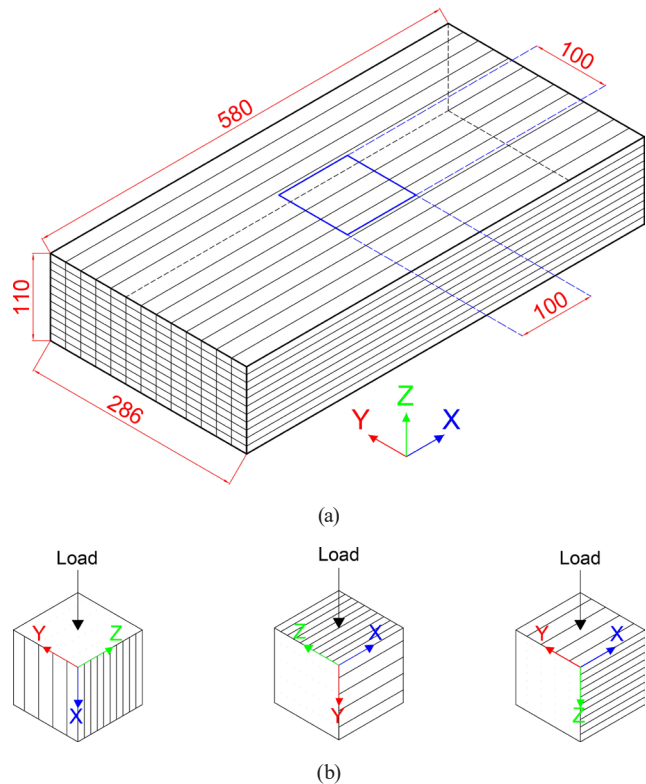 100
580
110
100
286
Z
Y X
(a)
Load Load Load
Y Z Z X Y X
X Y Z
(b)